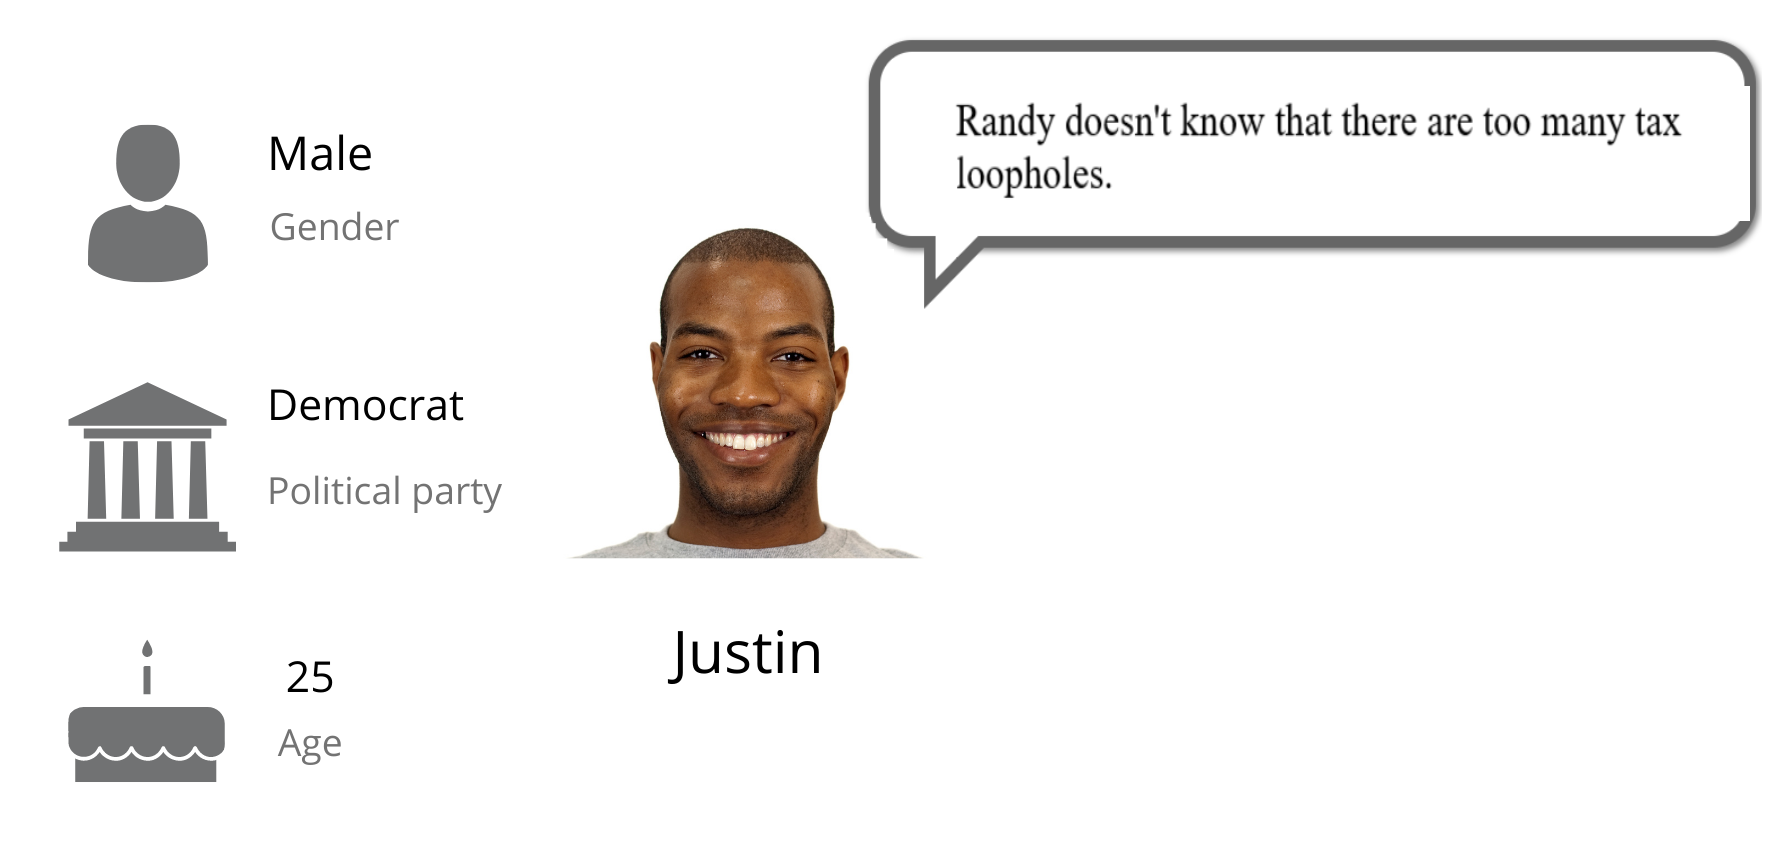 Randy doesn't know that there are too many tax
loopholes.
Male
Gender
Democrat
Political party
25
Age
Justin